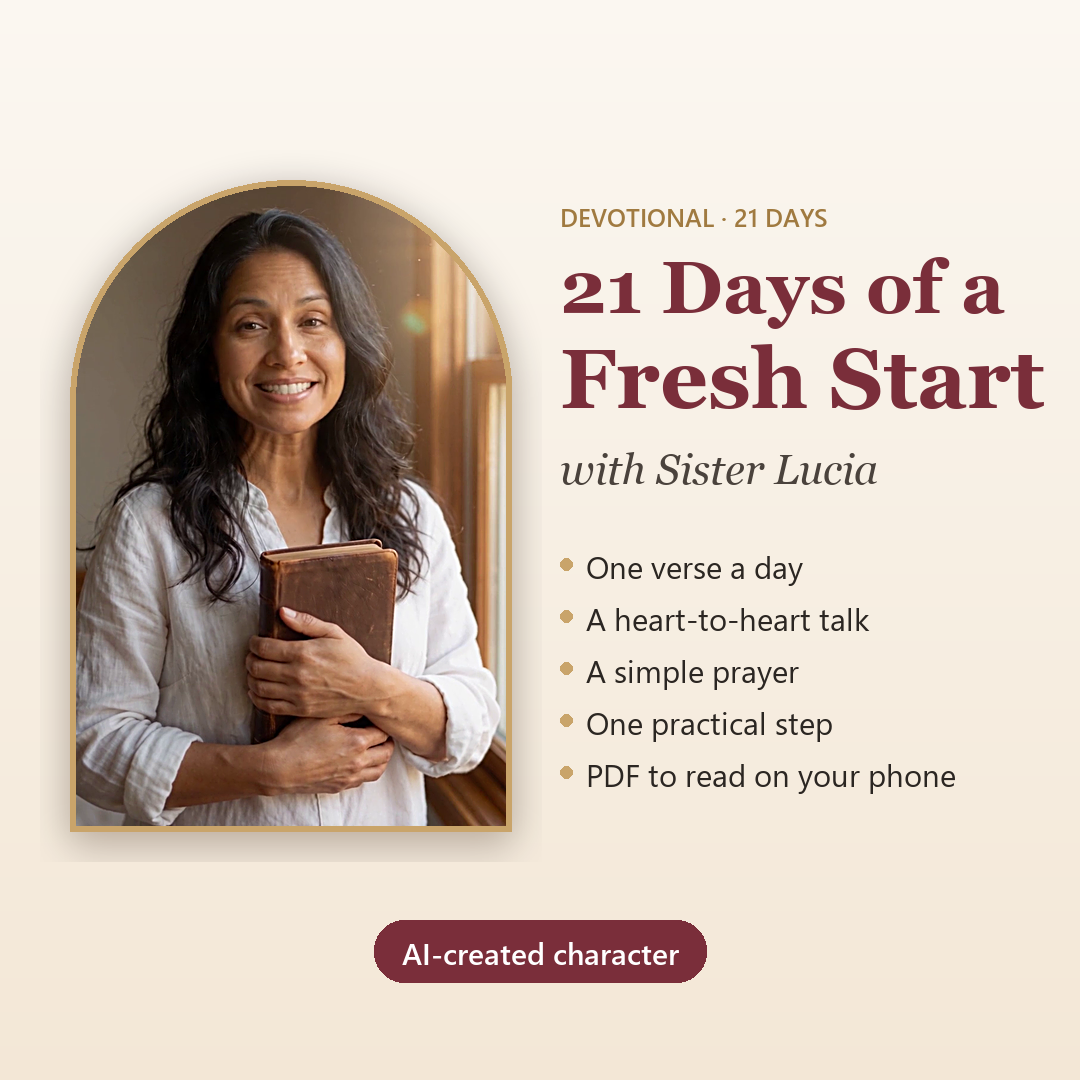 DEVOTIONAL · 21 DAYS
21 Days of a
Fresh Start
with Sister Lucia
One verse a day
A heart-to-heart talk
A simple prayer
One practical step
PDF to read on your phone
AI-created character